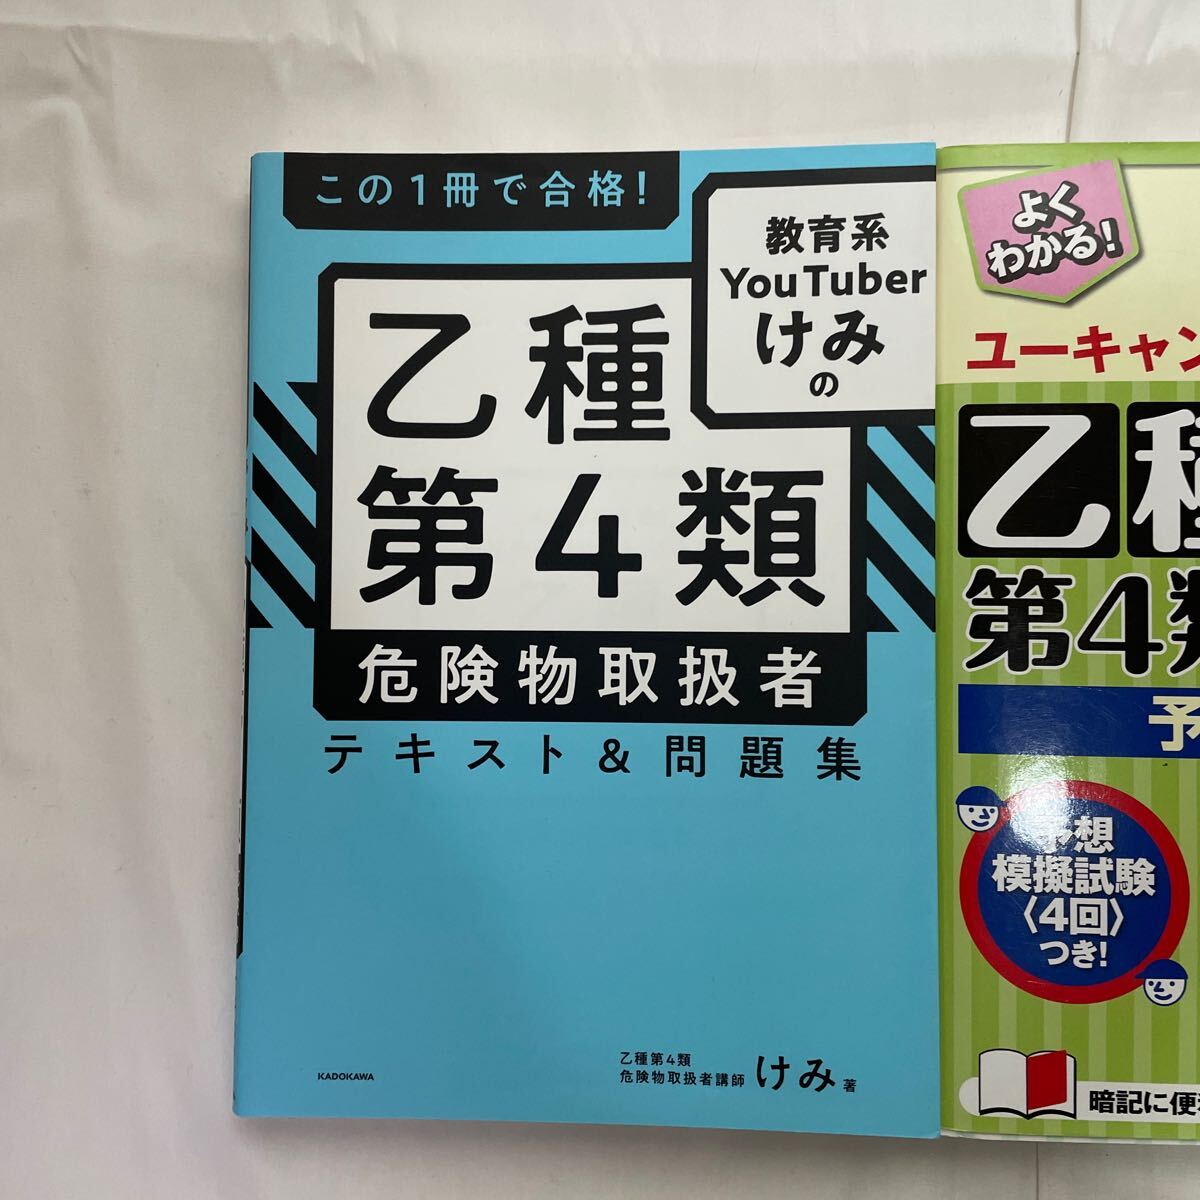 この1冊で合格!
教育系
YouTuber
けみ
の
乙種
第4類
危険物取扱者
テキスト&問題集
KADOKAWA
乙種第4類
危険物取扱者講師 けみ 著
よく
わかる!
ユーキャン
乙種
第4類
予
予想
模擬試験
〈4回〉
つき!
暗記に便利